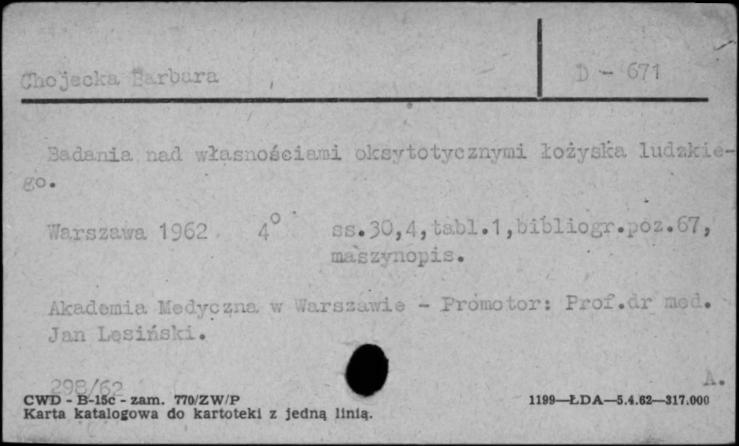 Chojecka Barbara
D - 671
Badania nad własnościami oksytotycznymi łożyska ludzkie-
go.
Warszawa 1962 4° ss.30,4,tabl.1,bibliogr.poz.67,
maszynopis.
Akademia Medyczna w Warszawie - Promotor: Prof.dr med.
Jan Lesiński.
298/62 A.
CWD - B-15c - zam. 770/ZW/P 1199—ŁDA—5.4.62—317.000
Karta katalogowa do kartoteki z jedną linią.